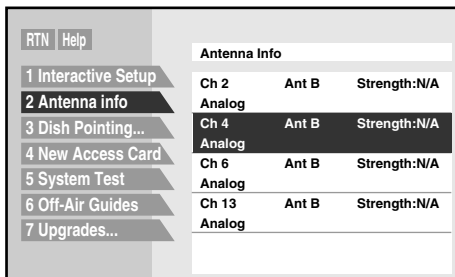 RTN Help
1 Interactive Setup
2 Antenna info
3 Dish Pointing...
4 New Access Card
5 System Test
6 Off-Air Guides
7 Upgrades...
Antenna Info
Ch 2 Ant B Strength:N/A
Analog
Ch 4 Ant B Strength:N/A
Analog
Ch 6 Ant B Strength:N/A
Analog
Ch 13 Ant B Strength:N/A
Analog